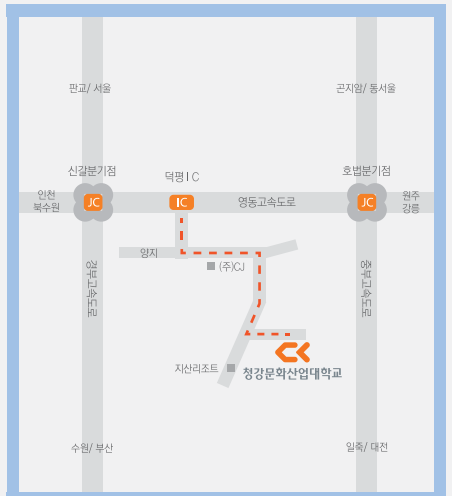 판교/ 서울
곤지암/ 동서울
신갈분기점
덕평 I C
호법분기점
인천
북수원
JC
IC
영동고속도로
JC
원주
강릉
양지
(주)CJ
경부고속도로
중부고속도로
지산리조트
청강문화산업대학교
수원/ 부산
일죽/ 대전